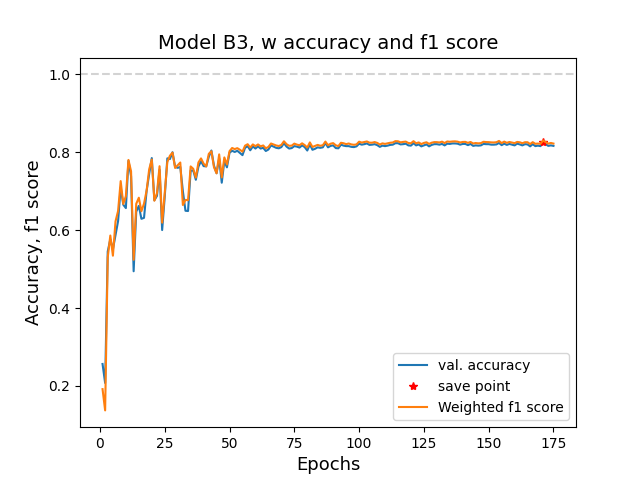 Model B3, w accuracy and f1 score
Accuracy, f1 score
1.0
0.8
0.6
0.4
0.2
0 25 50 75 100 125 150 175
Epochs
val. accuracy
save point
Weighted f1 score